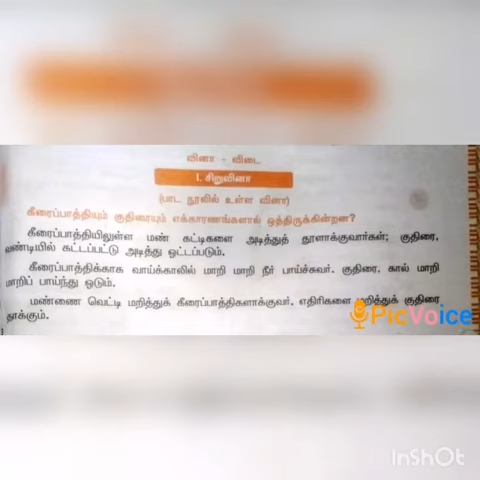 வினா - விடை
I. சிறுவினா
(பாட நூலில் உள்ள வினா)
கீரைப்பாத்தியும் குதிரையும் எக்காரணங்களால் ஒத்திருக்கின்றன?
கீரைப்பாத்தியிலுள்ள மண் கட்டிகளை அடித்துத் தூளாக்குவார்கள்; குதிரை,
வண்டியில் கட்டப்பட்டு அடித்து ஓட்டப்படும்.
கீரைப்பாத்திக்காக வாய்க்காலில் மாறி மாறி நீர் பாய்ச்சுவர். குதிரை, கால் மாறி
மாறிப் பாய்ந்து ஓடும்.
மண்ணை வெட்டி மறித்துக் கீரைப்பாத்திகளாக்குவர். எதிரிகளை மறித்துக் குதிரை
தாக்கும்.
PicVoice
InShOt